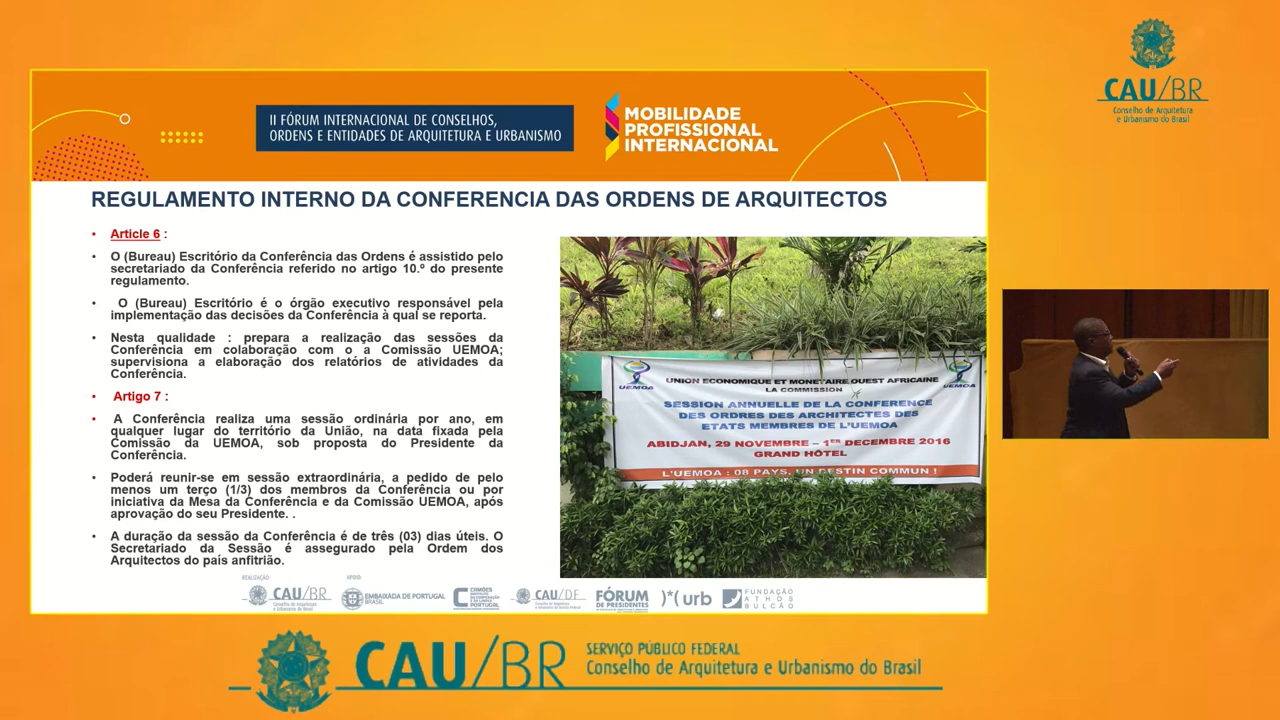 CAU/BR
Conselho de Arquitetura
e Urbanismo do Brasil
II FÓRUM INTERNACIONAL DE CONSELHOS,
ORDENS E ENTIDADES DE ARQUITETURA E URBANISMO
MOBILIDADE
PROFISSIONAL
INTERNACIONAL
REGULAMENTO INTERNO DA CONFERENCIA DAS ORDENS DE ARQUITECTOS
• Article 6 :
• O (Bureau) Escritório da Conferência das Ordens é assistido pelo
secretariado da Conferência referido no artigo 10.º do presente
regulamento.
• O (Bureau) Escritório é o órgão executivo responsável pela
implementação das decisões da Conferência à qual se reporta.
• Nesta qualidade : prepara a realização das sessões da
Conferência em colaboração com o a Comissão UEMOA;
supervisiona a elaboração dos relatórios de atividades da
Conferência.
• Artigo 7 :
• A Conferência realiza uma sessão ordinária por ano, em
qualquer lugar do território da União, na data fixada pela
Comissão da UEMOA, sob proposta do Presidente da
Conferência.
• Poderá reunir-se em sessão extraordinária, a pedido de pelo
menos um terço (1/3) dos membros da Conferência ou por
iniciativa da Mesa da Conferência e da Comissão UEMOA, após
aprovação do seu Presidente. .
• A duração da sessão da Conferência é de três (03) dias úteis. O
Secretariado da Sessão é assegurado pela Ordem dos
Arquitectos do país anfitrião.
UEMOA
UEMOA
UNION ECONOMIQUE ET MONETAIRE OUEST AFRICAINE
LA COMMISSION
SESSION ANNUELLE DE LA CONFERENCE
DES ORDRES DES ARCHITECTES DES
ETATS MEMBRES DE L'UEMOA
ABIDJAN, 29 NOVEMBRE – 1ER DECEMBRE 2016
GRAND HÔTEL
L'UEMOA : 08 PAYS, UN DESTIN COMMUN !
REALIZAÇÃO
APOIO:
CAU/BR
EMBAIXADA DE PORTUGAL
BRASIL
CAMÕES
INSTITUTO
DA COOPERAÇÃO
E DA LÍNGUA
PORTUGAL
CAU/DF
FÓRUM
DE PRESIDENTES
urb
FUNDAÇÃO
ATHOS
BULCÃO
CAU/BR
SERVIÇO PÚBLICO FEDERAL
Conselho de Arquitetura e Urbanismo do Brasil